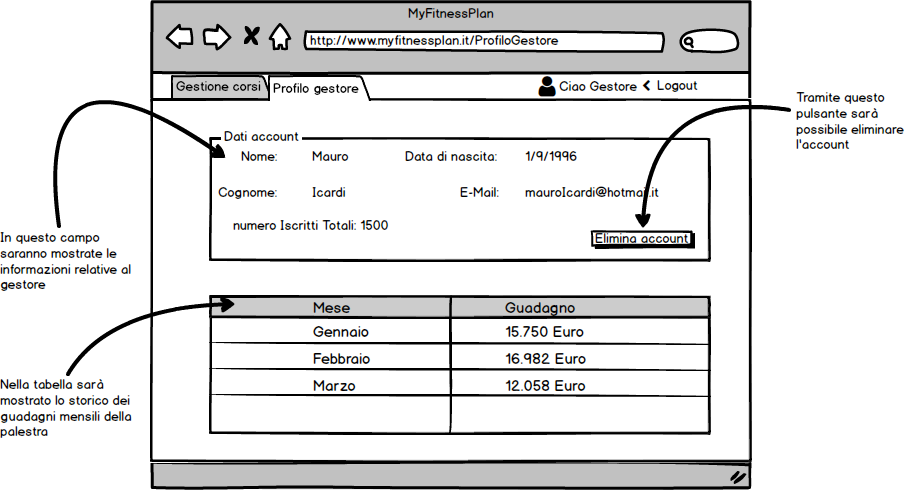 MyFitnessPlan
http://www.myfitnessplan.it/ProfiloGestore
Gestione corsi
Profilo gestore
Ciao Gestore
Logout
Tramite questo
pulsante sarà
possibile eliminare
l'account
Dati account
Nome: Mauro Data di nascita: 1/9/1996
Cognome: Icardi E-Mail: mauroIcardi@hotmail.it
numero Iscritti Totali: 1500
Elimina account
In questo campo
saranno mostrate le
informazioni relative al
gestore
Mese Guadagno
Gennaio 15.750 Euro
Febbraio 16.982 Euro
Marzo 12.058 Euro
Nella tabella sarà
mostrato lo storico dei
guadagni mensili della
palestra